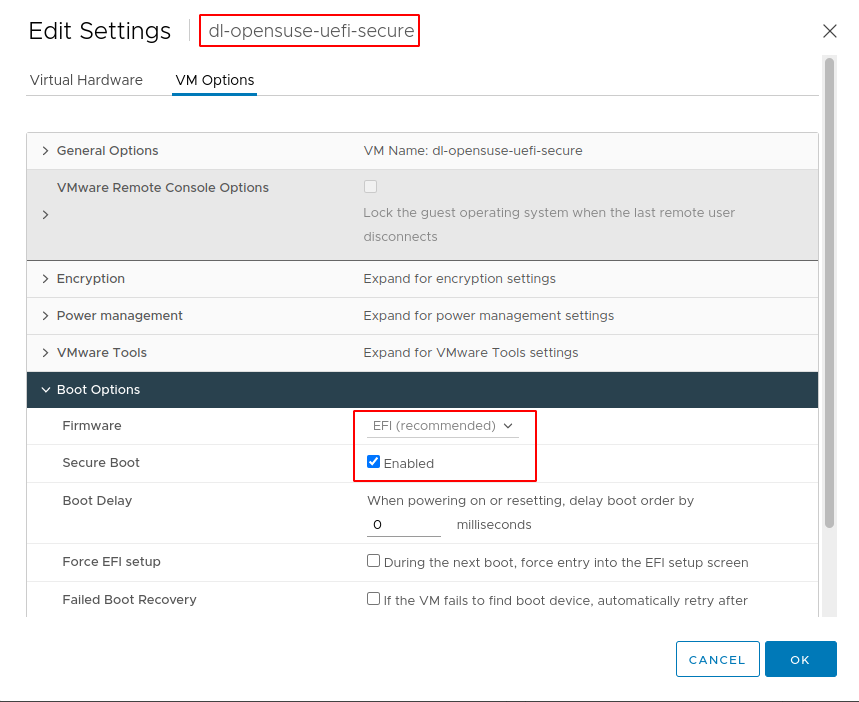 Edit Settings dl-opensuse-uefi-secure
Virtual Hardware VM Options
General Options VM Name: dl-opensuse-uefi-secure
VMware Remote Console Options
Lock the guest operating system when the last remote user
disconnects
Encryption Expand for encryption settings
Power management Expand for power management settings
VMware Tools Expand for VMware Tools settings
Boot Options
Firmware EFI (recommended)
Secure Boot Enabled
Boot Delay When powering on or resetting, delay boot order by
0 milliseconds
Force EFI setup During the next boot, force entry into the EFI setup screen
Failed Boot Recovery If the VM fails to find boot device, automatically retry after
CANCEL OK